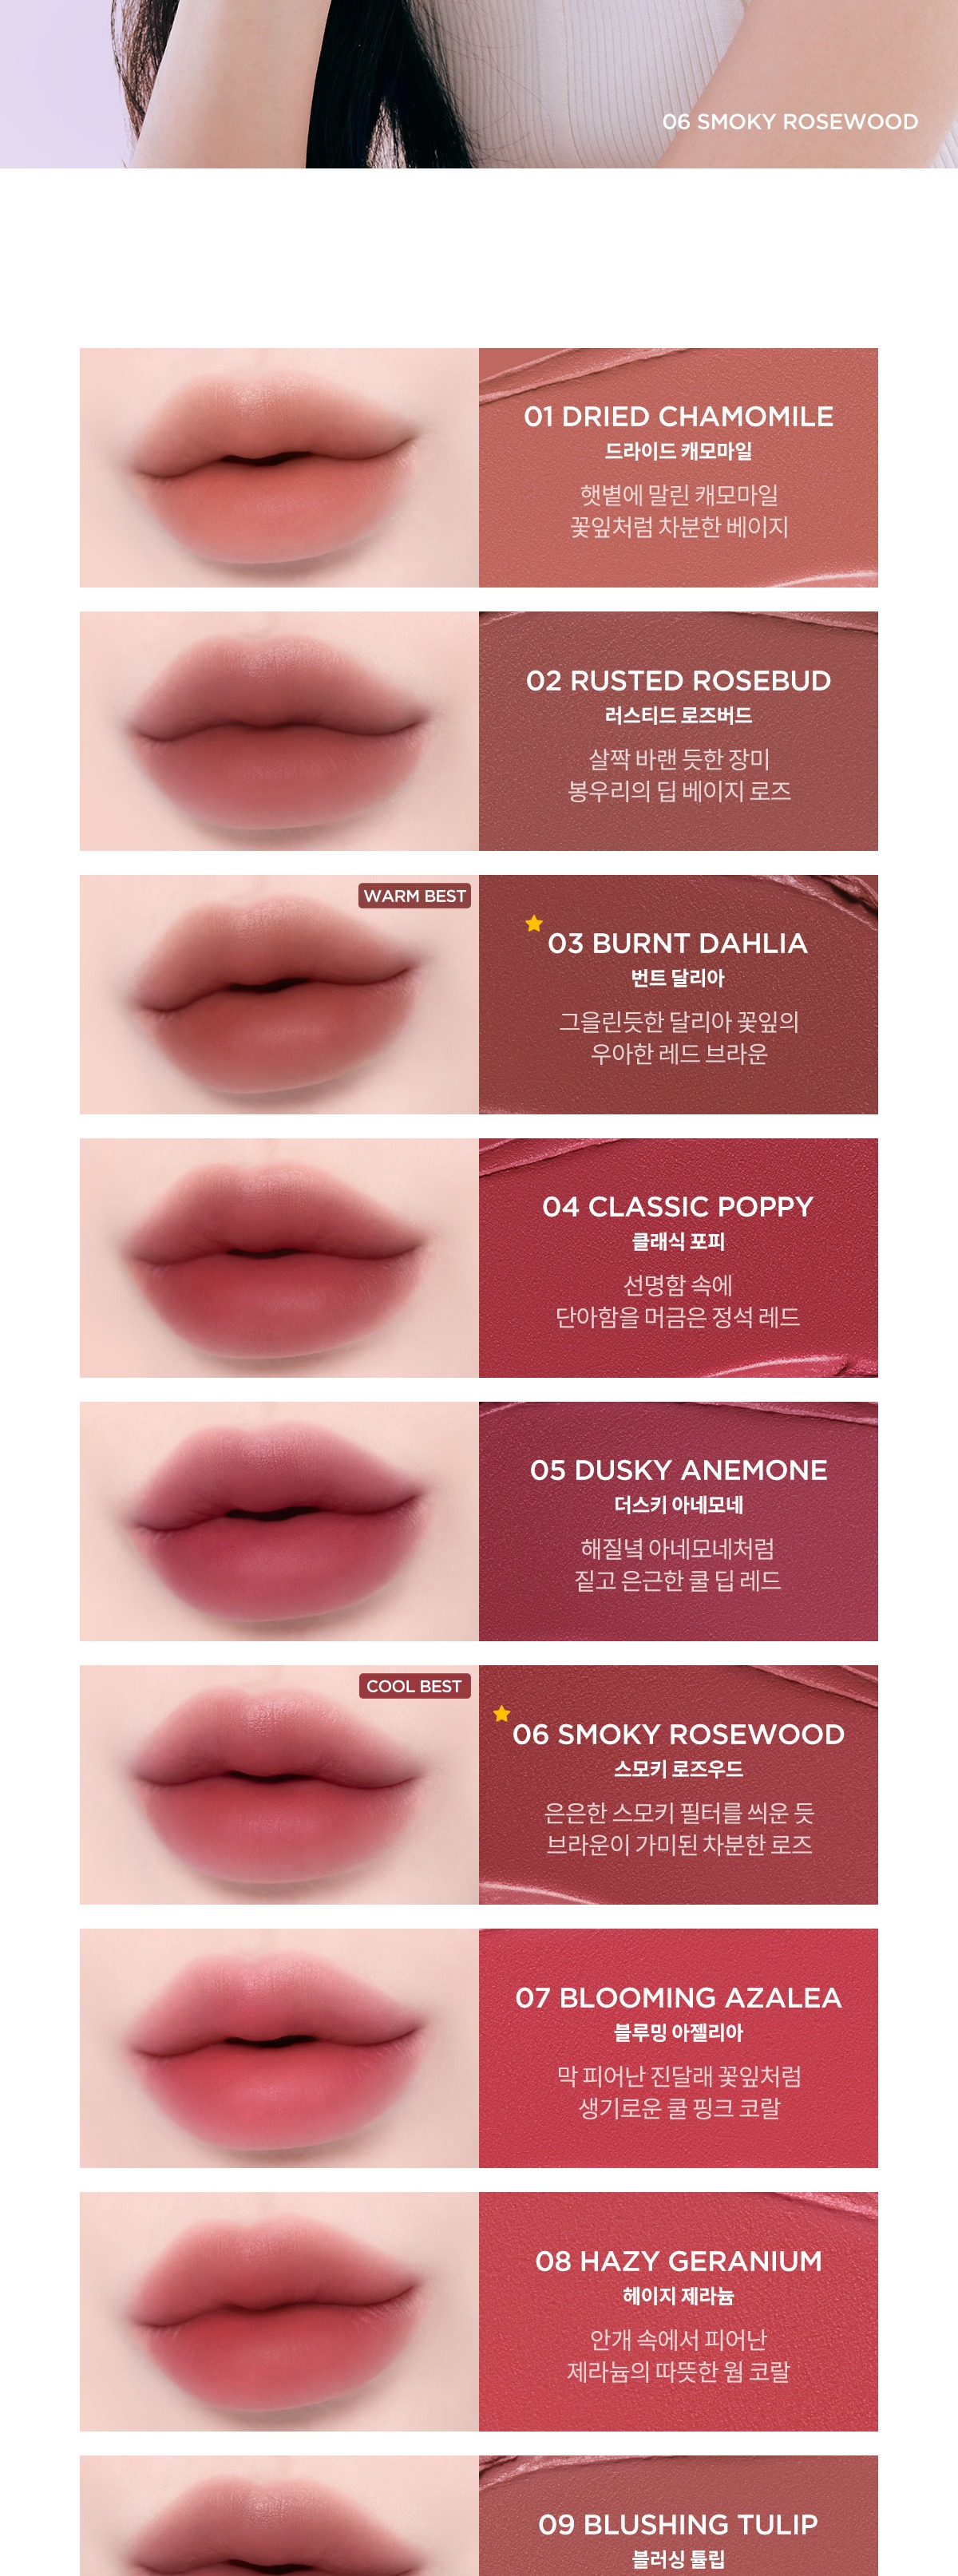 06 SMOKY ROSEWOOD
01 DRIED CHAMOMILE
드라이드 캐모마일
햇볕에 말린 캐모마일
꽃잎처럼 차분한 베이지
02 RUSTED ROSEBUD
러스티드 로즈버드
살짝 바랜 듯한 장미
봉우리의 딥 베이지 로즈
WARM BEST
03 BURNT DAHLIA
번트 달리아
그을린듯한 달리아 꽃잎의
우아한 레드 브라운
04 CLASSIC POPPY
클래식 포피
선명함 속에
단아함을 머금은 정석 레드
05 DUSKY ANEMONE
더스키 아네모네
해질녘 아네모네처럼
짙고 은근한 쿨 딥 레드
COOL BEST
06 SMOKY ROSEWOOD
스모키 로즈우드
은은한 스모키 필터를 씌운 듯
브라운이 가미된 차분한 로즈
07 BLOOMING AZALEA
블루밍 아젤리아
막 피어난 진달래 꽃잎처럼
생기로운 쿨 핑크 코랄
08 HAZY GERANIUM
헤이지 제라늄
안개 속에서 피어난
제라늄의 따뜻한 웜 코랄
09 BLUSHING TULIP
블러싱 튤립